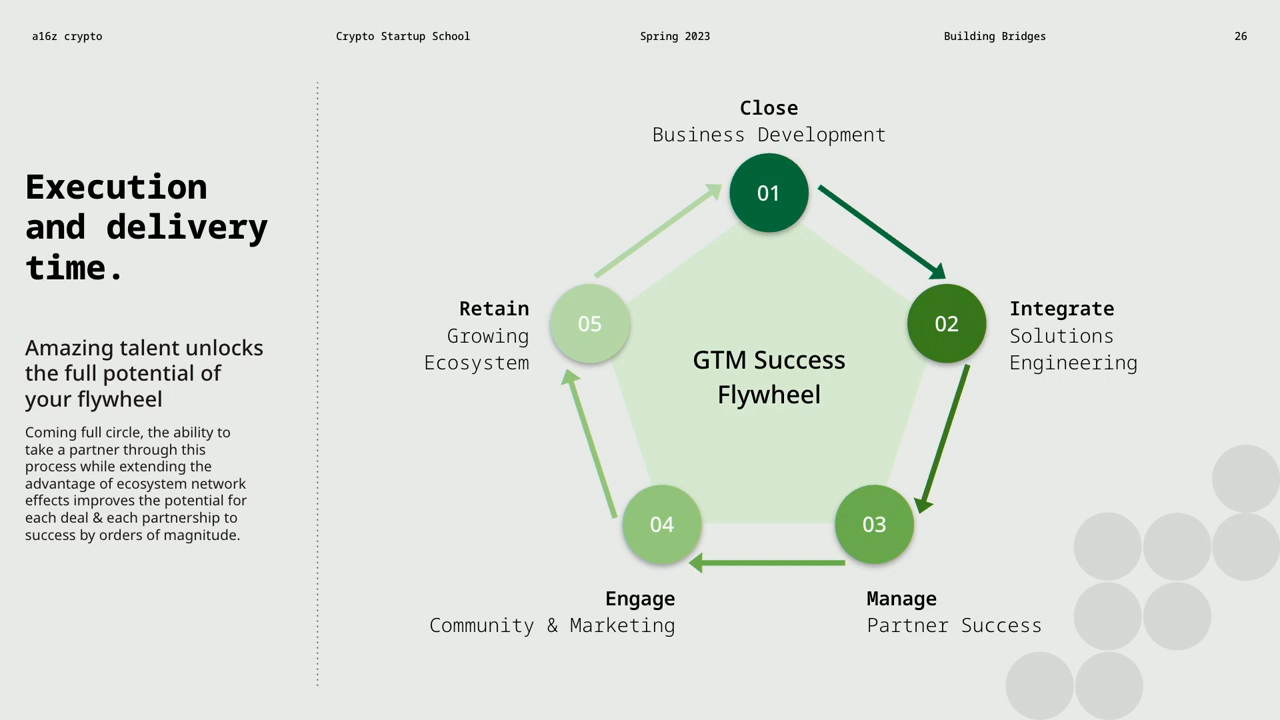 a16z crypto
Crypto Startup School
Spring 2023
Building Bridges
26
Execution
and delivery
time.
Amazing talent unlocks
the full potential of
your flywheel
Coming full circle, the ability to
take a partner through this
process while extending the
advantage of ecosystem network
effects improves the potential for
each deal & each partnership to
success by orders of magnitude.
Close
Business Development
01
Integrate
Solutions
Engineering
02
Manage
Partner Success
03
Engage
Community & Marketing
04
Retain
Growing
Ecosystem
05
GTM Success
Flywheel